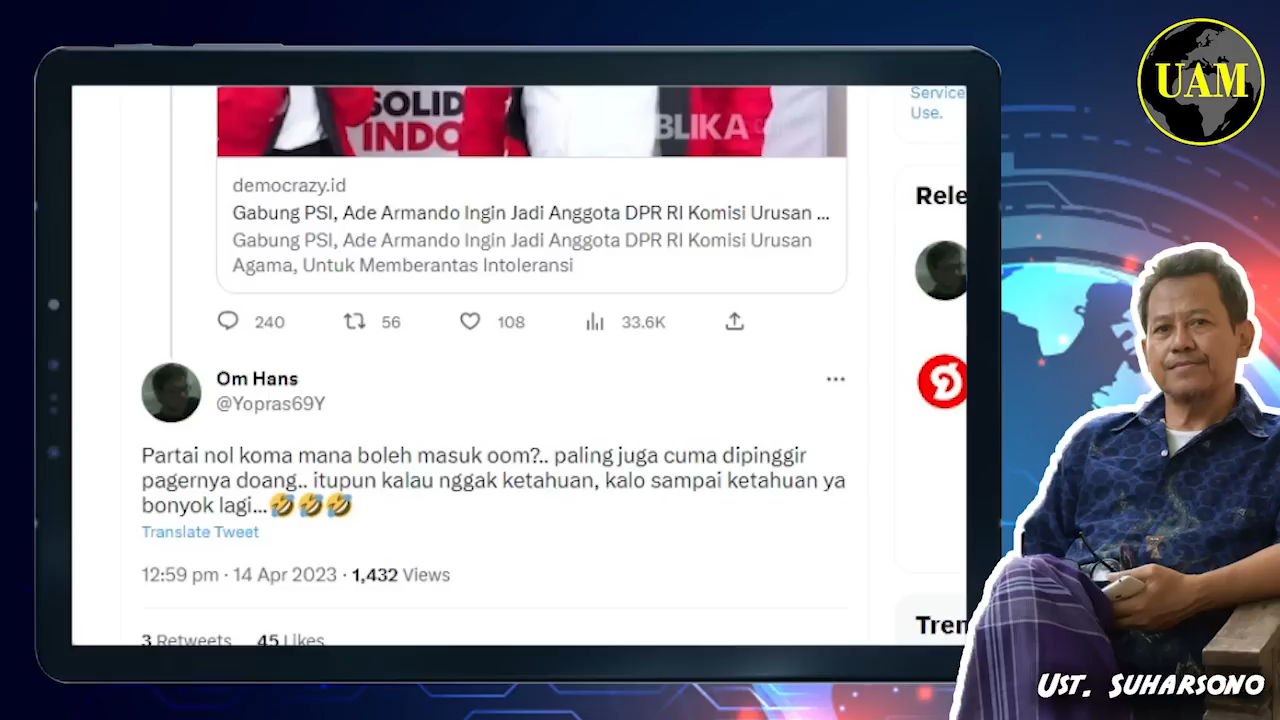 UAM
SOLID
INDO
BLIKA
Service
Use.
democrazy.id
Gabung PSI, Ade Armando Ingin Jadi Anggota DPR RI Komisi Urusan ...
Gabung PSI, Ade Armando Ingin Jadi Anggota DPR RI Komisi Urusan
Agama, Untuk Memberantas Intoleransi
Rele
240 56 108 33.6K
Om Hans
@Yopras69Y
Partai nol koma mana boleh masuk oom?.. paling juga cuma dipinggir
pagernya doang.. itupun kalau nggak ketahuan, kalo sampai ketahuan ya
bonyok lagi...🤣🤣🤣
Translate Tweet
12:59 pm · 14 Apr 2023 · 1,432 Views
3 Retweets 45 Likes
Tren
UST. SUHARSONO